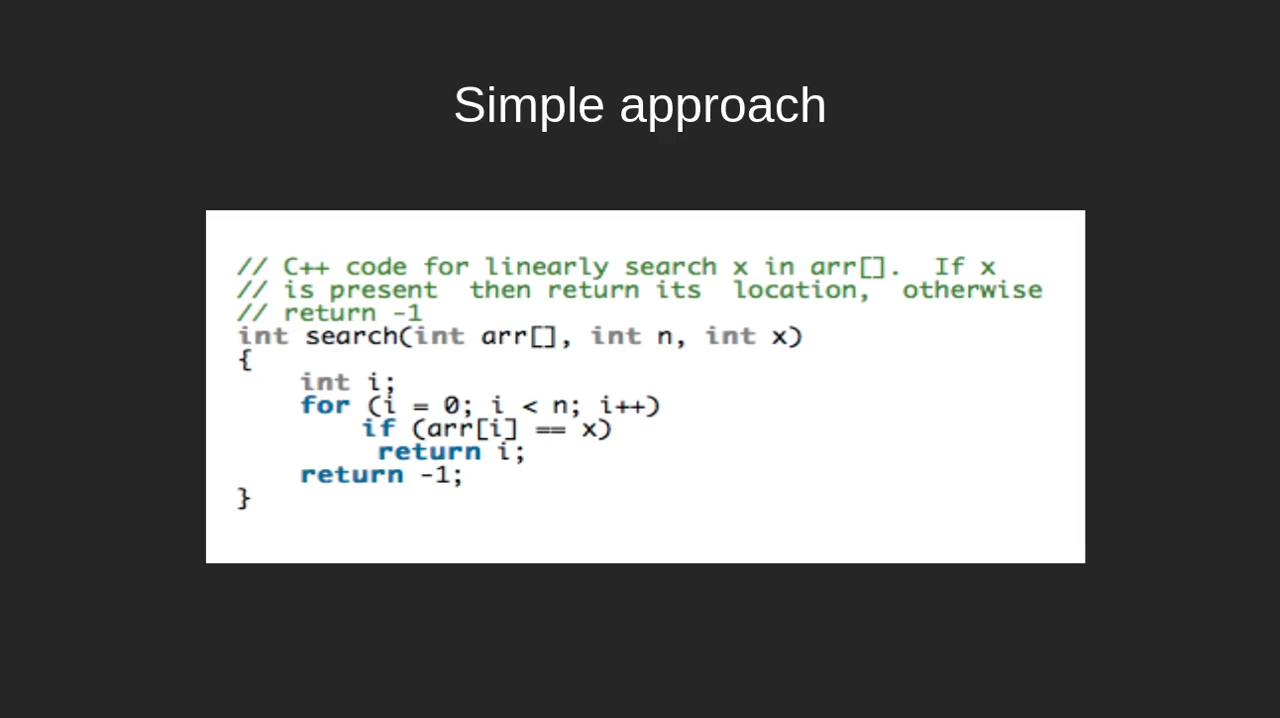 Simple approach
// C++ code for linearly search x in arr[].  If x
// is present  then return its  location,  otherwise
// return -1
int search(int arr[], int n, int x)
{
    int i;
    for (i = 0; i < n; i++)
        if (arr[i] == x)
         return i;
    return -1;
}